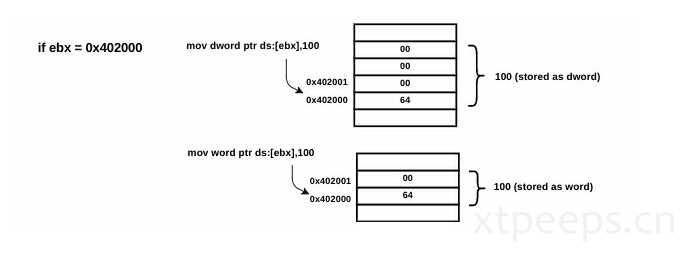 if ebx = 0x402000
mov dword ptr ds:[ebx],100
00
00
0x402001 00
0x402000 64
100 (stored as dword)
mov word ptr ds:[ebx],100
0x402001 00
0x402000 64
100 (stored as word)
xtpeeps.cn